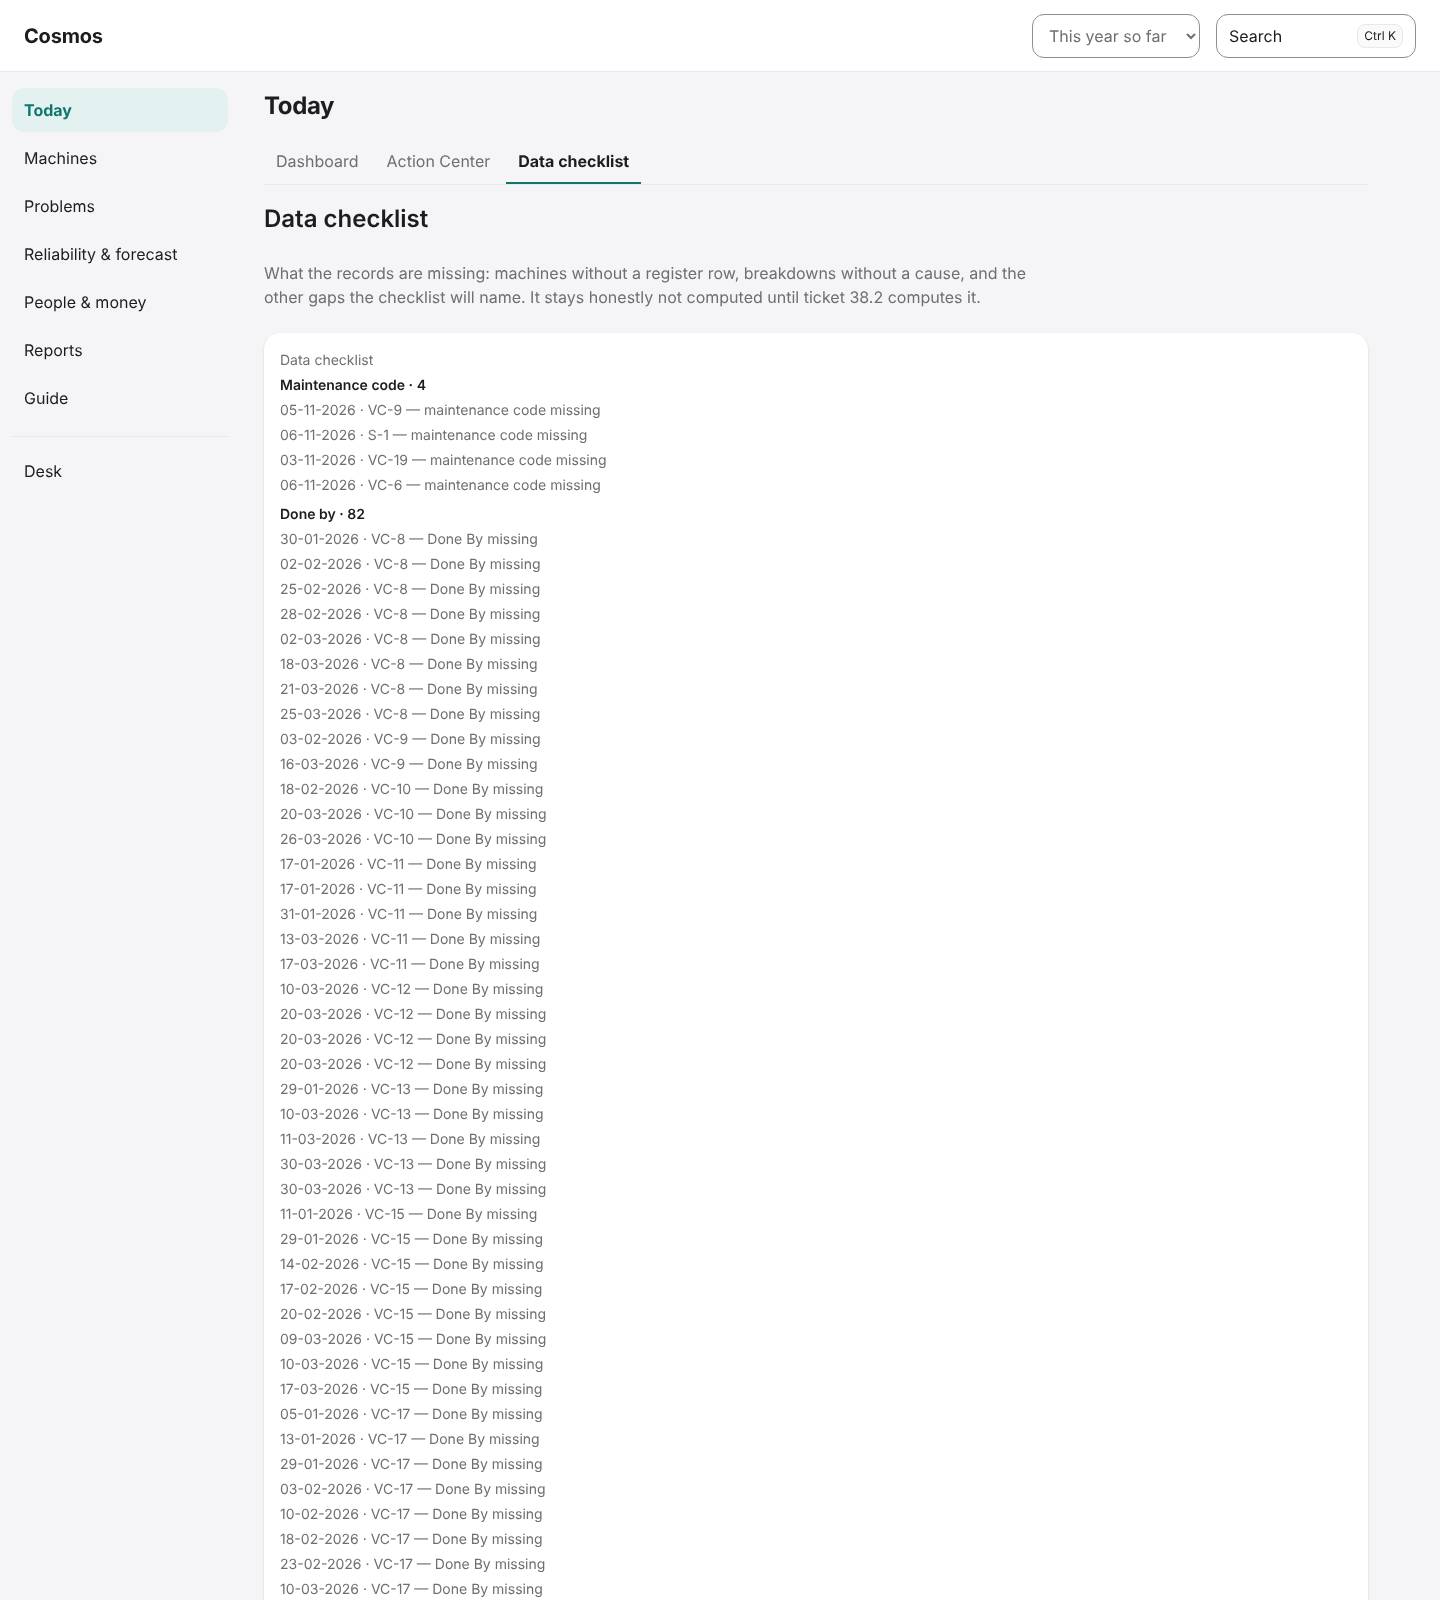 Cosmos
This year so far
Search
Ctrl K
Today
Machines
Problems
Reliability & forecast
People & money
Reports
Guide
Desk
Today
Dashboard
Action Center
Data checklist
Data checklist
What the records are missing: machines without a register row, breakdowns without a cause, and the
other gaps the checklist will name. It stays honestly not computed until ticket 38.2 computes it.
Data checklist
Maintenance code · 4
05-11-2026 · VC-9 — maintenance code missing
06-11-2026 · S-1 — maintenance code missing
03-11-2026 · VC-19 — maintenance code missing
06-11-2026 · VC-6 — maintenance code missing
Done by · 82
30-01-2026 · VC-8 — Done By missing
02-02-2026 · VC-8 — Done By missing
25-02-2026 · VC-8 — Done By missing
28-02-2026 · VC-8 — Done By missing
02-03-2026 · VC-8 — Done By missing
18-03-2026 · VC-8 — Done By missing
21-03-2026 · VC-8 — Done By missing
25-03-2026 · VC-8 — Done By missing
03-02-2026 · VC-9 — Done By missing
16-03-2026 · VC-9 — Done By missing
18-02-2026 · VC-10 — Done By missing
20-03-2026 · VC-10 — Done By missing
26-03-2026 · VC-10 — Done By missing
17-01-2026 · VC-11 — Done By missing
17-01-2026 · VC-11 — Done By missing
31-01-2026 · VC-11 — Done By missing
13-03-2026 · VC-11 — Done By missing
17-03-2026 · VC-11 — Done By missing
10-03-2026 · VC-12 — Done By missing
20-03-2026 · VC-12 — Done By missing
20-03-2026 · VC-12 — Done By missing
20-03-2026 · VC-12 — Done By missing
29-01-2026 · VC-13 — Done By missing
10-03-2026 · VC-13 — Done By missing
11-03-2026 · VC-13 — Done By missing
30-03-2026 · VC-13 — Done By missing
30-03-2026 · VC-13 — Done By missing
11-01-2026 · VC-15 — Done By missing
29-01-2026 · VC-15 — Done By missing
14-02-2026 · VC-15 — Done By missing
17-02-2026 · VC-15 — Done By missing
20-02-2026 · VC-15 — Done By missing
09-03-2026 · VC-15 — Done By missing
10-03-2026 · VC-15 — Done By missing
17-03-2026 · VC-15 — Done By missing
05-01-2026 · VC-17 — Done By missing
13-01-2026 · VC-17 — Done By missing
29-01-2026 · VC-17 — Done By missing
03-02-2026 · VC-17 — Done By missing
10-02-2026 · VC-17 — Done By missing
18-02-2026 · VC-17 — Done By missing
23-02-2026 · VC-17 — Done By missing
10-03-2026 · VC-17 — Done By missing